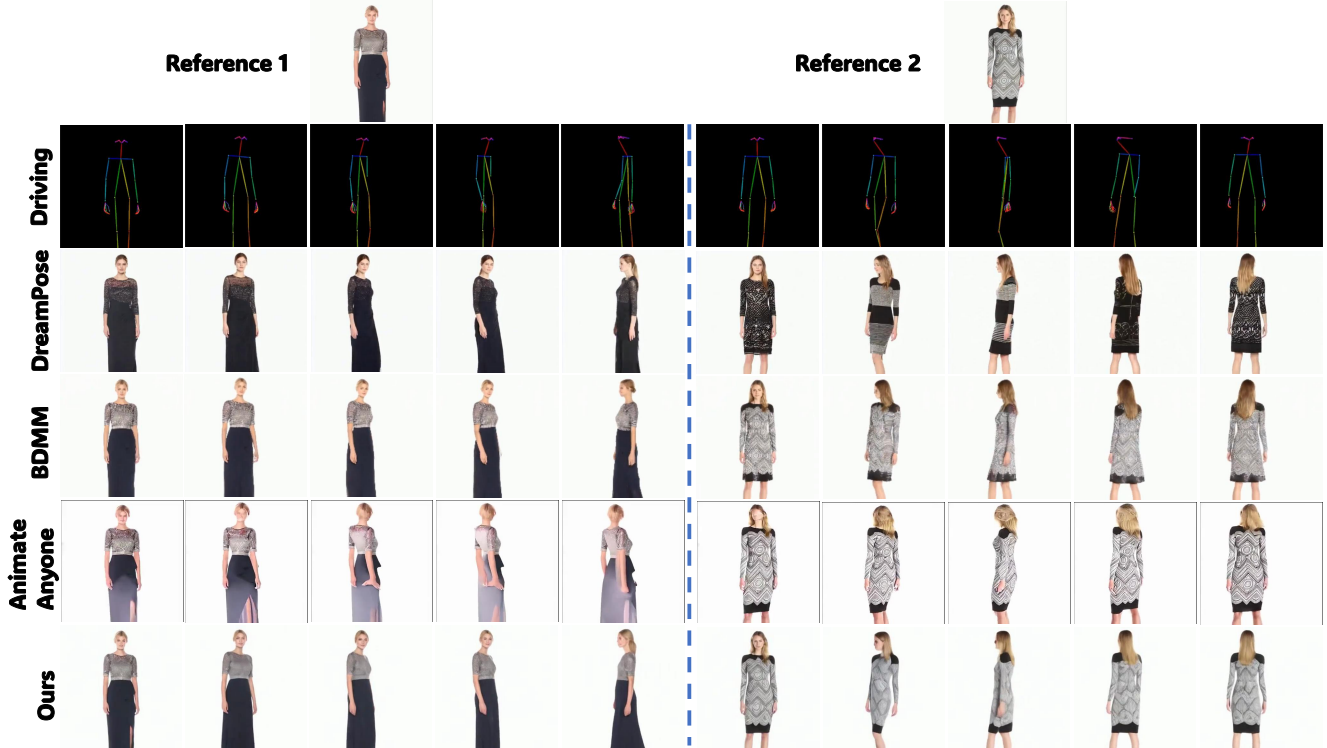 Reference 1
Reference 2
Driving
DreamPose
BDMM
Animate
Anyone
Ours